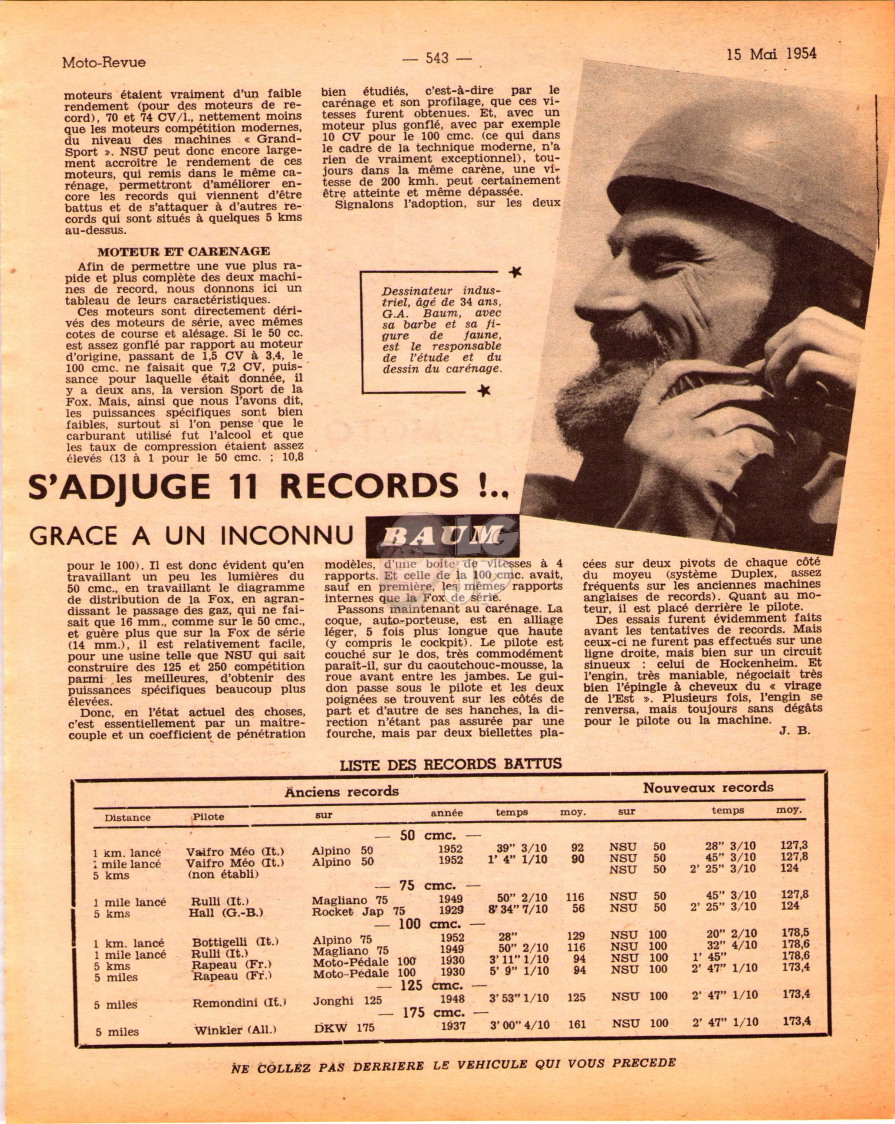 Moto-Revue
— 543 —
15 Mai 1954
moteurs étaient vraiment d'un faible
rendement (pour des moteurs de re-
cord), 70 et 74 CV/l., nettement moins
que les moteurs compétition modernes,
du niveau des machines « Grand-
Sport ». NSU peut donc encore large-
ment accroître le rendement de ces
moteurs, qui remis dans le même ca-
rénage, permettront d'améliorer en-
core les records qui viennent d'être
battus et de s'attaquer à d'autres re-
cords qui sont situés à quelques 5 kms
au-dessus.
MOTEUR ET CARENAGE
Afin de permettre une vue plus ra-
pide et plus complète des deux machi-
nes de record, nous donnons ici un
tableau de leurs caractéristiques.
Ces moteurs sont directement déri-
vés des moteurs de série, avec mêmes
cotes de course et alésage. Si le 50 cc.
est assez gonflé par rapport au moteur
d'origine, passant de 1,5 CV à 3,4, le
100 cmc. ne faisait que 7,2 CV, puis-
sance pour laquelle était donnée, il
y a deux ans, la version Sport de la
Fox. Mais, ainsi que nous l'avons dit,
les puissances spécifiques sont bien
faibles, surtout si l'on pense que le
carburant utilisé fut l'alcool et que
les taux de compression étaient assez
élevés (13 à 1 pour le 50 cmc. ; 10,8
bien étudiés, c'est-à-dire par le
carénage et son profilage, que ces vi-
tesses furent obtenues. Et, avec un
moteur plus gonflé, avec par exemple
10 CV pour le 100 cmc. (ce qui dans
le cadre de la technique moderne, n'a
rien de vraiment exceptionnel), tou-
jours dans la même carène, une vi-
tesse de 200 kmh. peut certainement
être atteinte et même dépassée.
Signalons l'adoption, sur les deux
Dessinateur indus-
triel, âgé de 34 ans,
G.A. Baum, avec
sa barbe et sa fi-
gure de faune,
est le responsable
de l'étude et du
dessin du carénage.
S'ADJUGE 11 RECORDS !..
GRACE A UN INCONNU BAUM
pour le 100). Il est donc évident qu'en
travaillant un peu les lumières du
50 cmc., en travaillant le diagramme
de distribution de la Fox, en agran-
dissant le passage des gaz, qui ne fai-
sait que 16 mm., comme sur le 50 cmc.,
et guère plus que sur la Fox de série
(14 mm.), il est relativement facile,
pour une usine telle que NSU qui sait
construire des 125 et 250 compétition
parmi les meilleures, d'obtenir des
puissances spécifiques beaucoup plus
élevées.
Donc, en l'état actuel des choses,
c'est essentiellement par un maître-
couple et un coefficient de pénétration
modèles, d'une boite de vitesses à 4
rapports. Et celle de la 100 cmc. avait,
sauf en première, les mêmes rapports
internes que la Fox de série.
Passons maintenant au carénage. La
coque, auto-porteuse, est en alliage
léger, 5 fois plus longue que haute
(y compris le cockpit). Le pilote est
couché sur le dos, très commodément
paraît-il, sur du caoutchouc-mousse, la
roue avant entre les jambes. Le gui-
don passe sous le pilote et les deux
poignées se trouvent sur les côtés de
part et d'autre de ses hanches, la di-
rection n'étant pas assurée par une
fourche, mais par deux biellettes pla-
cées sur deux pivots de chaque côté
du moyeu (système Duplex, assez
fréquents sur les anciennes machines
anglaises de records). Quant au mo-
teur, il est placé derrière le pilote.
Des essais furent évidemment faits
avant les tentatives de records. Mais
ceux-ci ne furent pas effectués sur une
ligne droite, mais bien sur un circuit
sinueux : celui de Hockenheim. Et
l'engin, très maniable, négociait très
bien l'épingle à cheveux du « virage
de l'Est ». Plusieurs fois, l'engin se
renversa, mais toujours sans dégâts
pour le pilote ou la machine.
J. B.
LISTE DES RECORDS BATTUS
Anciens records Nouveaux records
Distance Pilote sur année temps moy. sur temps moy.
— 50 cmc. —
1 km. lancé Vaifro Méo (It.) Alpino 50 1952 39" 3/10 92 NSU 50 28" 3/10 127,3
1 mile lancé Vaifro Méo (It.) Alpino 50 1952 1' 4" 1/10 90 NSU 50 45" 3/10 127,8
5 kms (non établi) NSU 50 2' 25" 3/10 124
— 75 cmc. —
1 mile lancé Rulli (It.) Magliano 75 1949 50" 2/10 116 NSU 50 45" 3/10 127,8
5 kms Hall (G.-B.) Rocket Jap 75 1929 8' 34" 7/10 56 NSU 50 2' 25" 3/10 124
— 100 cmc. —
1 km. lancé Bottigelli (It.) Alpino 75 1952 28" 129 NSU 100 20" 2/10 178,5
1 mile lancé Rulli (It.) Magliano 75 1949 50" 2/10 116 NSU 100 32" 4/10 178,6
5 kms Rapeau (Fr.) Moto-Pédale 100 1930 3' 11" 1/10 94 NSU 100 1' 45" 178,6
5 miles Rapeau (Fr.) Moto-Pédale 100 1930 5' 9" 1/10 94 NSU 100 2' 47" 1/10 173,4
— 125 cmc. —
5 miles Remondini (It.) Jonghi 125 1948 3' 53" 1/10 125 NSU 100 2' 47" 1/10 173,4
— 175 cmc. —
5 miles Winkler (All.) DKW 175 1937 3' 00" 4/10 161 NSU 100 2' 47" 1/10 173,4
NE COLLEZ PAS DERRIERE LE VEHICULE QUI VOUS PRECEDE